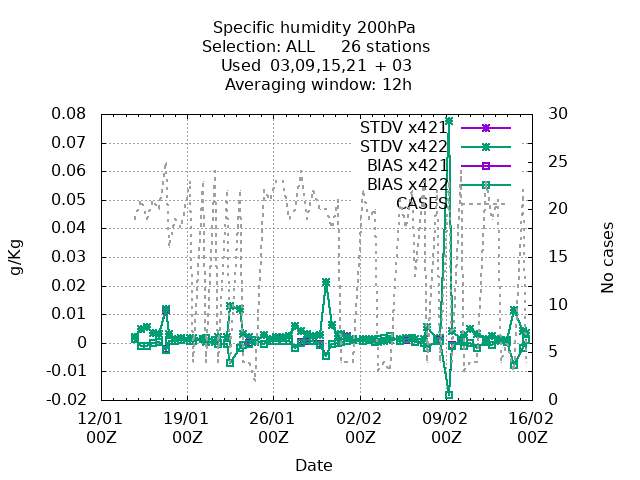 Specific humidity 200hPa
Selection: ALL     26 stations
Used  03,09,15,21  + 03
Averaging window: 12h
STDV x421
STDV x422
BIAS x421
BIAS x422
CASES
0.08
0.07
0.06
0.05
0.04
0.03
0.02
0.01
0
-0.01
-0.02
g/Kg
30
25
20
15
10
5
0
No cases
12/01 19/01 26/01 02/02 09/02 16/02
00Z 00Z 00Z 00Z 00Z 00Z
Date